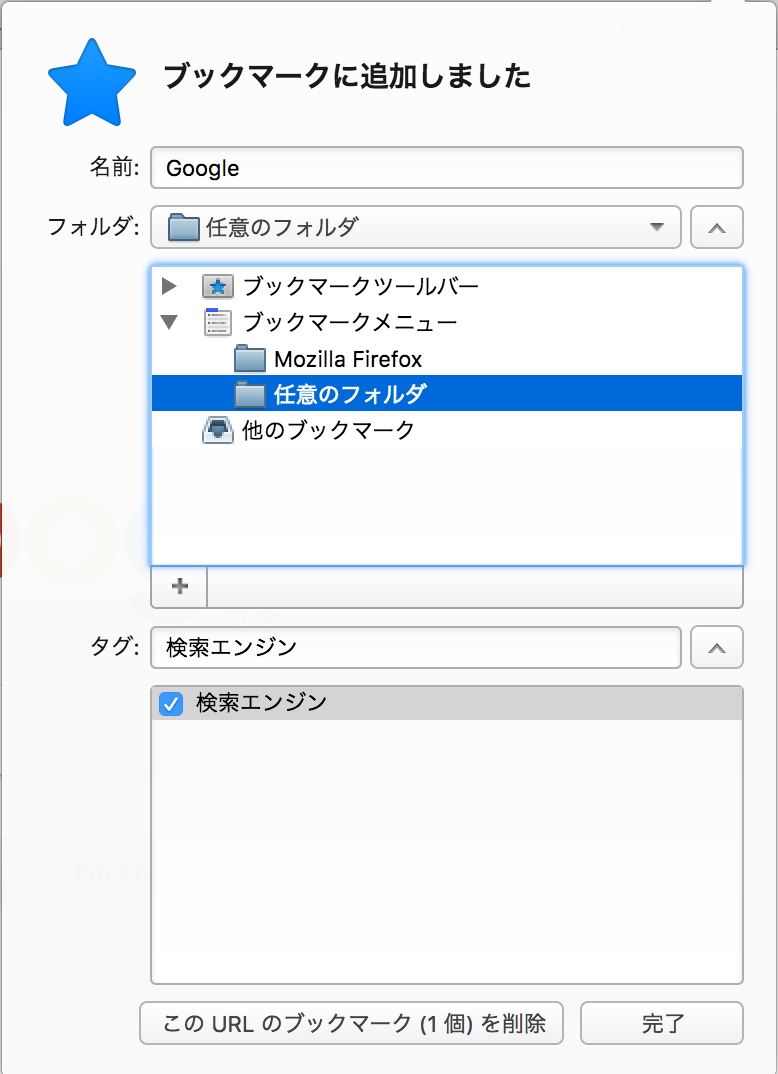 ブックマークに追加しました
名前: Google
フォルダ: 任意のフォルダ
ブックマークツールバー
ブックマークメニュー
Mozilla Firefox
任意のフォルダ
他のブックマーク
+
タグ: 検索エンジン
検索エンジン
この URL のブックマーク (1 個) を削除 完了